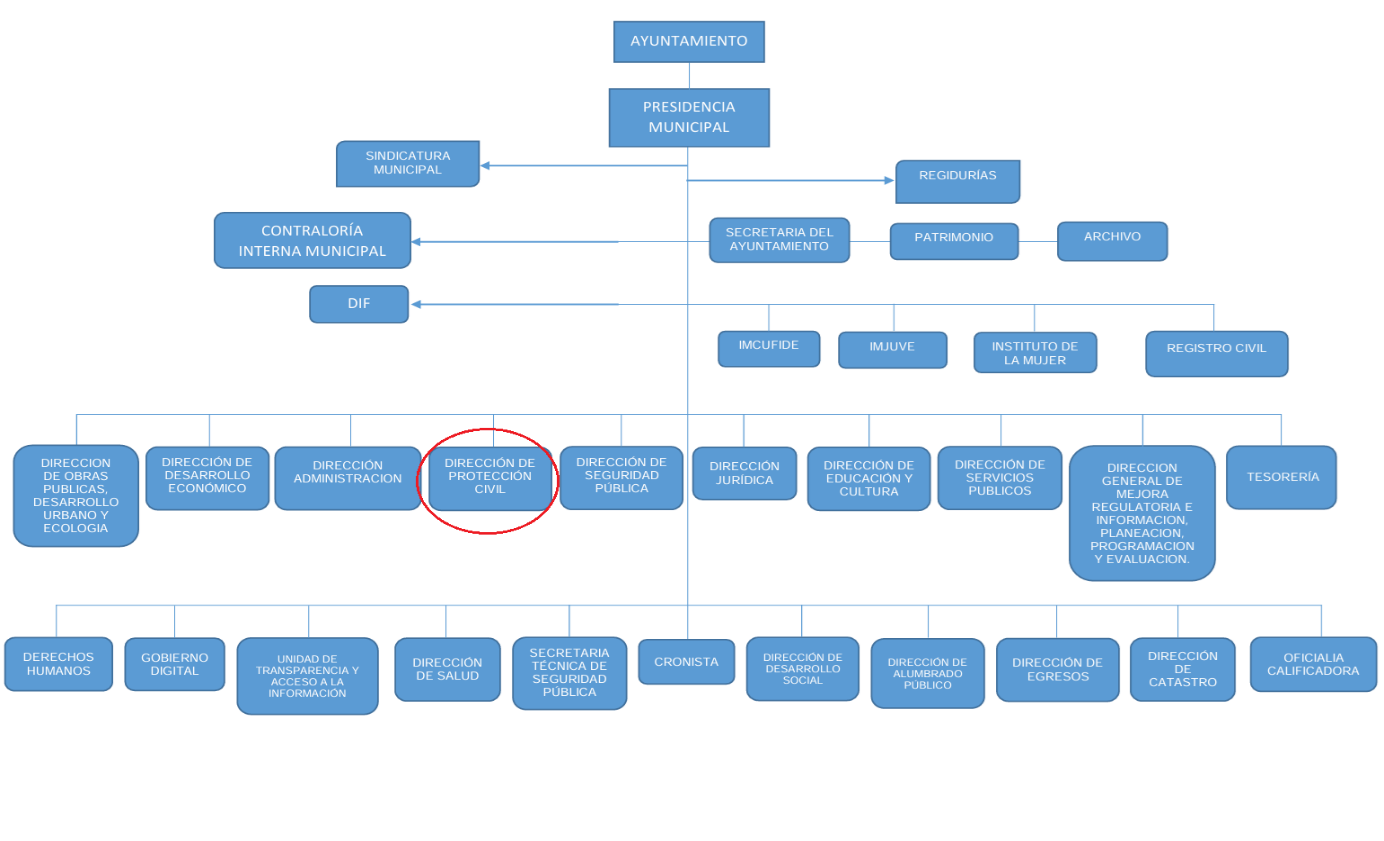 AYUNTAMIENTO
PRESIDENCIA
MUNICIPAL
SINDICATURA
MUNICIPAL
REGIDURÍAS
CONTRALORÍA
INTERNA MUNICIPAL
SECRETARIA DEL
AYUNTAMIENTO
PATRIMONIO
ARCHIVO
DIF
IMCUFIDE
IMJUVE
INSTITUTO DE
LA MUJER
REGISTRO CIVIL
DIRECCION
DE OBRAS
PUBLICAS,
DESARROLLO
URBANO Y
ECOLOGIA
DIRECCIÓN DE
DESARROLLO
ECONÓMICO
DIRECCIÓN
ADMINISTRACION
DIRECCIÓN DE
PROTECCIÓN
CIVIL
DIRECCIÓN DE
SEGURIDAD
PÚBLICA
DIRECCIÓN
JURÍDICA
DIRECCIÓN DE
EDUCACIÓN Y
CULTURA
DIRECCIÓN DE
SERVICIOS
PUBLICOS
DIRECCION
GENERAL DE
MEJORA
REGULATORIA E
INFORMACION,
PLANEACION,
PROGRAMACION
Y EVALUACION.
TESORERÍA
DERECHOS
HUMANOS
GOBIERNO
DIGITAL
UNIDAD DE
TRANSPARENCIA Y
ACCESO A LA
INFORMACIÓN
DIRECCIÓN
DE SALUD
SECRETARIA
TÉCNICA DE
SEGURIDAD
PÚBLICA
CRONISTA
DIRECCIÓN DE
DESARROLLO
SOCIAL
DIRECCIÓN DE
ALUMBRADO
PÚBLICO
DIRECCIÓN DE
EGRESOS
DIRECCIÓN
DE
CATASTRO
OFICIALIA
CALIFICADORA